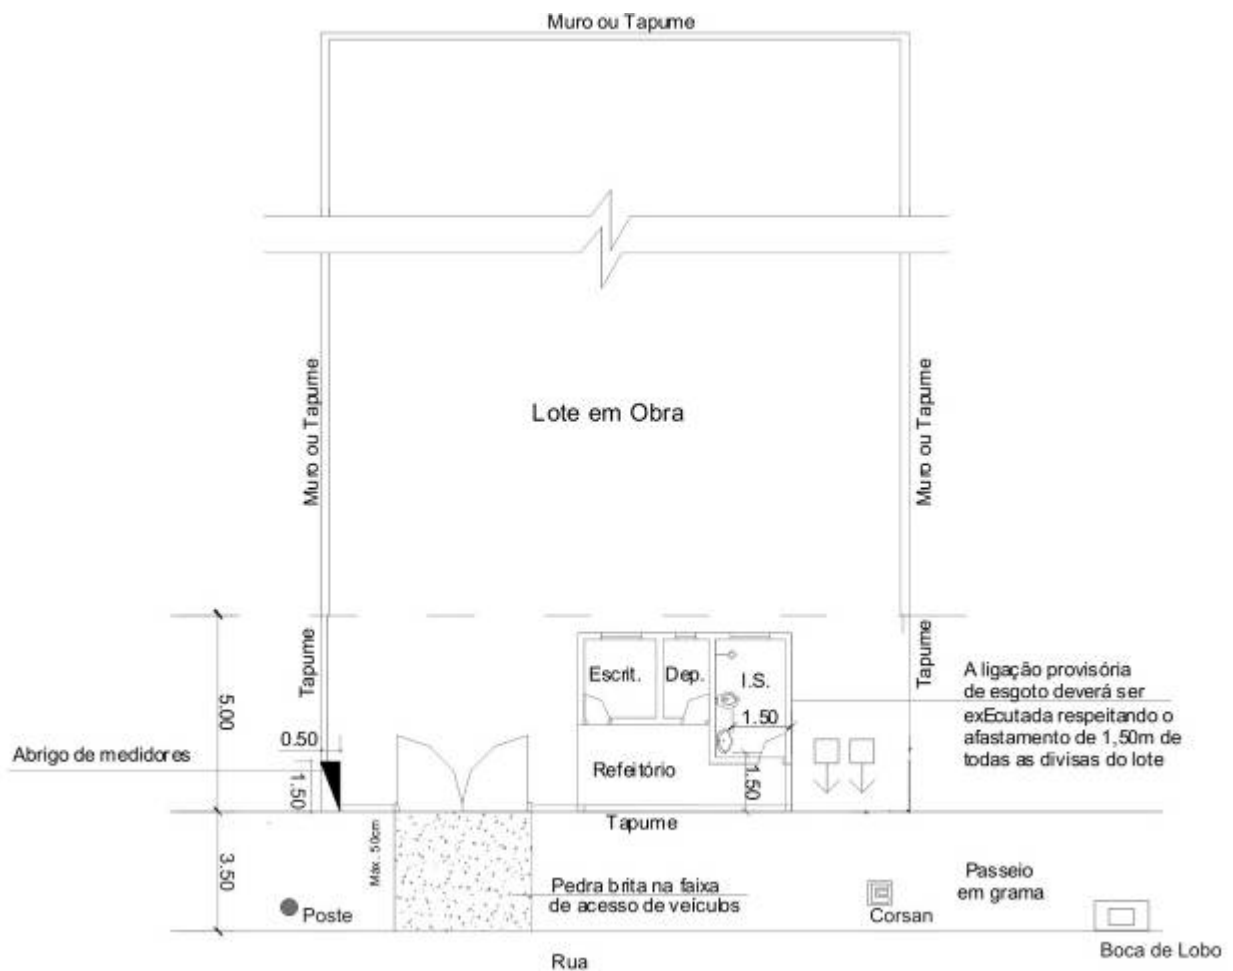 Muro ou Tapume
Muro ou Tapume
Muro ou Tapume
Lote em Obra
Tapume
Tapume
5.00
Escrit.
Dep.
I.S.
1.50
A ligação provisória
de esgoto deverá ser
exEcutada respeitando o
afastamento de 1,50m de
todas as divisas do lote
0.50
Abrigo de medidores
1.50
Refeitório
1.50
Tapume
Máx. 50cm
3.50
Pedra brita na faixa
de acesso de veículos
Passeio
em grama
Poste
Corsan
Boca de Lobo
Rua